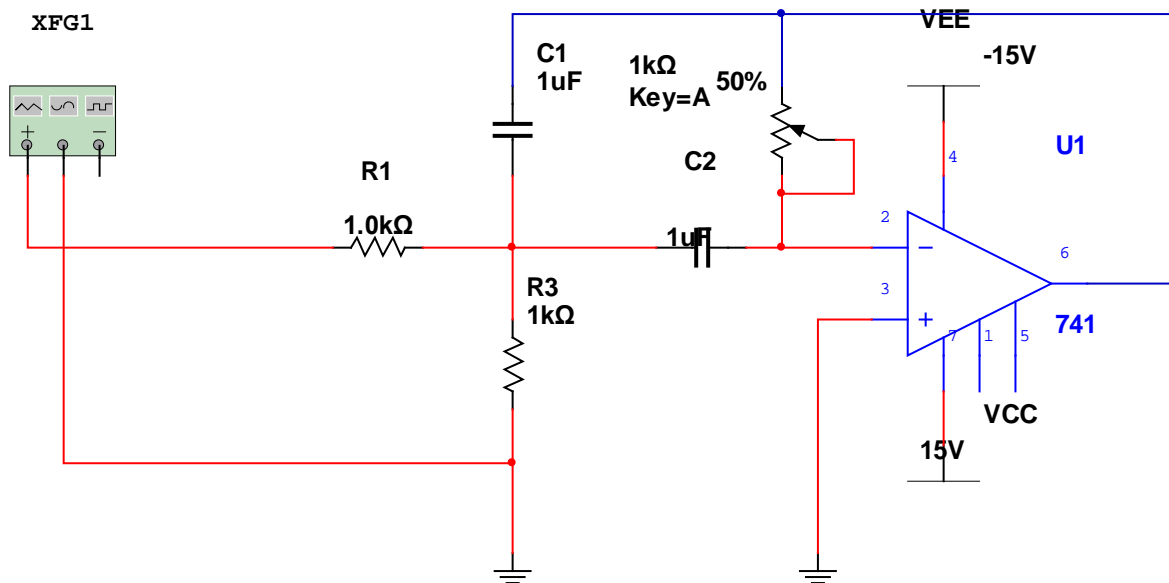 XFG1
+
−
C1
1uF
1kΩ
Key=A
50%
VEE
-15V
R1
1.0kΩ
C2
1uF
R3
1kΩ
4
U1
2
−
3
+
6
741
7
1
5
VCC
15V